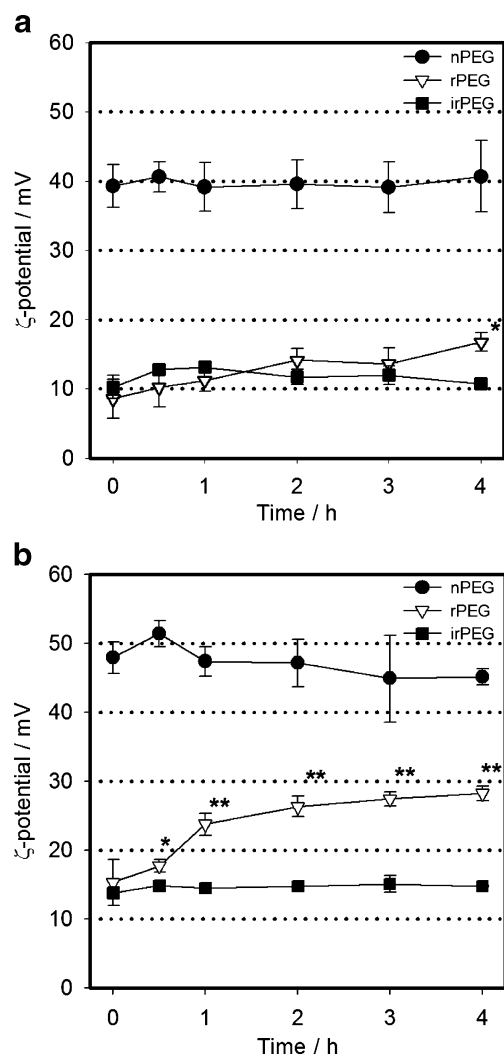 a
60
50
40
30
20
10
0
ζ-potential / mV
nPEG
rPEG
irPEG
*
0 1 2 3 4
Time / h
b
60
50
40
30
20
10
0
ζ-potential / mV
nPEG
rPEG
irPEG
* ** ** ** **
0 1 2 3 4
Time / h